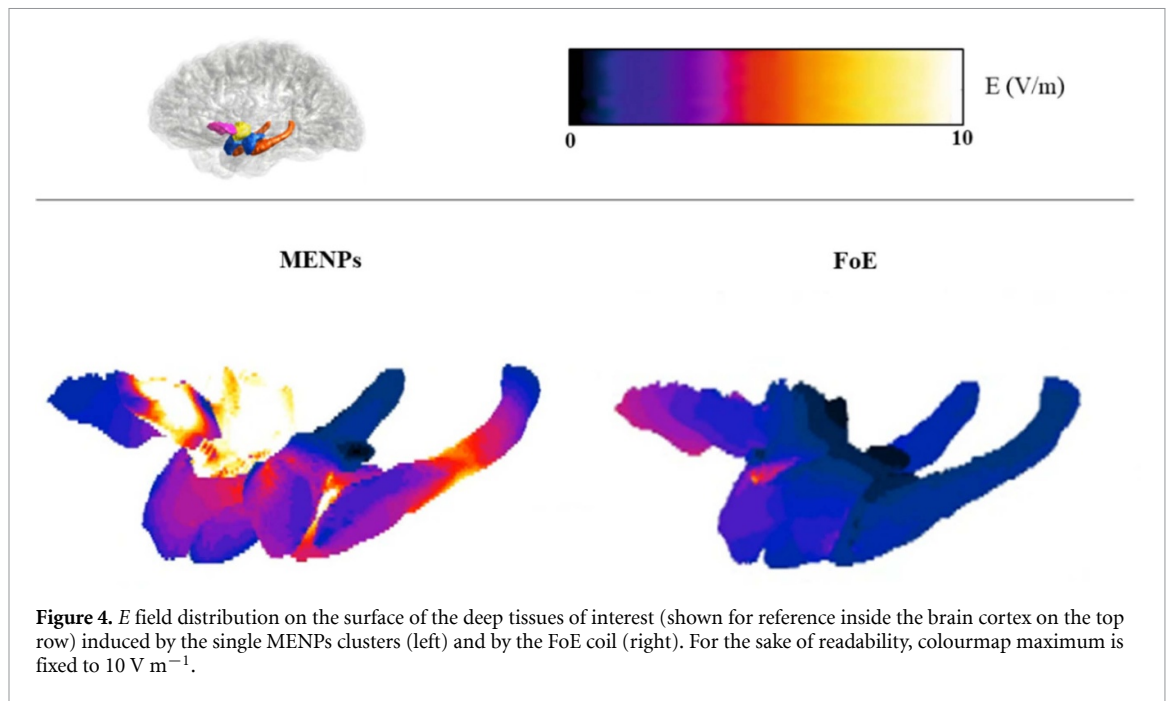 E (V/m)
0 10
MENPs FoE
Figure 4. E field distribution on the surface of the deep tissues of interest (shown for reference inside the brain cortex on the top
row) induced by the single MENPs clusters (left) and by the FoE coil (right). For the sake of readability, colourmap maximum is
fixed to 10 V m⁻¹.